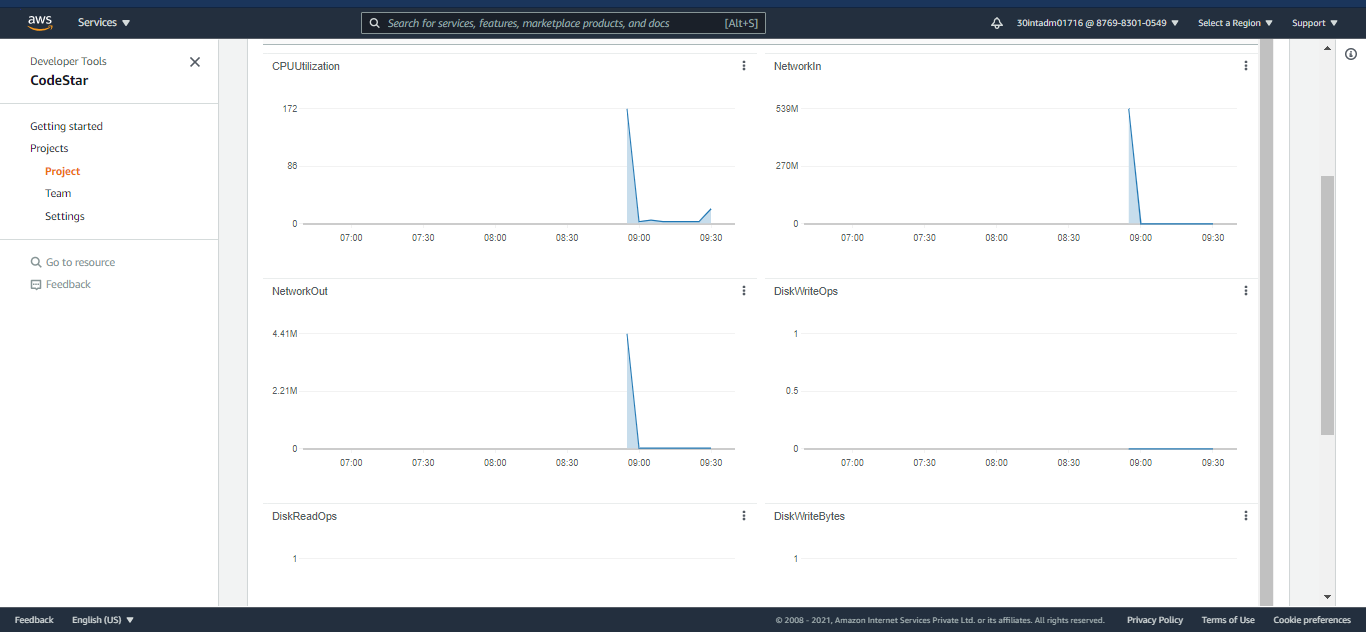 aws
Services
Search for services, features, marketplace products, and docs
[Alt+S]
30intadm01716 @ 8769-8301-0549
Select a Region
Support
Developer Tools
CodeStar
Getting started
Projects
Project
Team
Settings
Go to resource
Feedback
CPUUtilization
172
86
0
07:00 07:30 08:00 08:30 09:00 09:30
NetworkIn
539M
270M
0
07:00 07:30 08:00 08:30 09:00 09:30
NetworkOut
4.41M
2.21M
0
07:00 07:30 08:00 08:30 09:00 09:30
DiskWriteOps
1
0.5
0
07:00 07:30 08:00 08:30 09:00 09:30
DiskReadOps
1
DiskWriteBytes
1
Feedback
English (US)
© 2008 - 2021, Amazon Internet Services Private Ltd. or its affiliates. All rights reserved.
Privacy Policy
Terms of Use
Cookie preferences